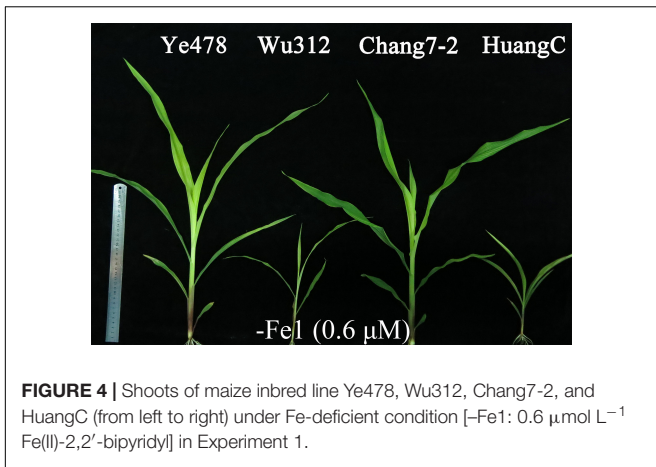 Ye478 Wu312 Chang7-2 HuangC
-Fe1 (0.6 µM)
FIGURE 4 | Shoots of maize inbred line Ye478, Wu312, Chang7-2, and
HuangC (from left to right) under Fe-deficient condition [–Fe1: 0.6 µmol L⁻¹
Fe(II)-2,2′-bipyridyl] in Experiment 1.